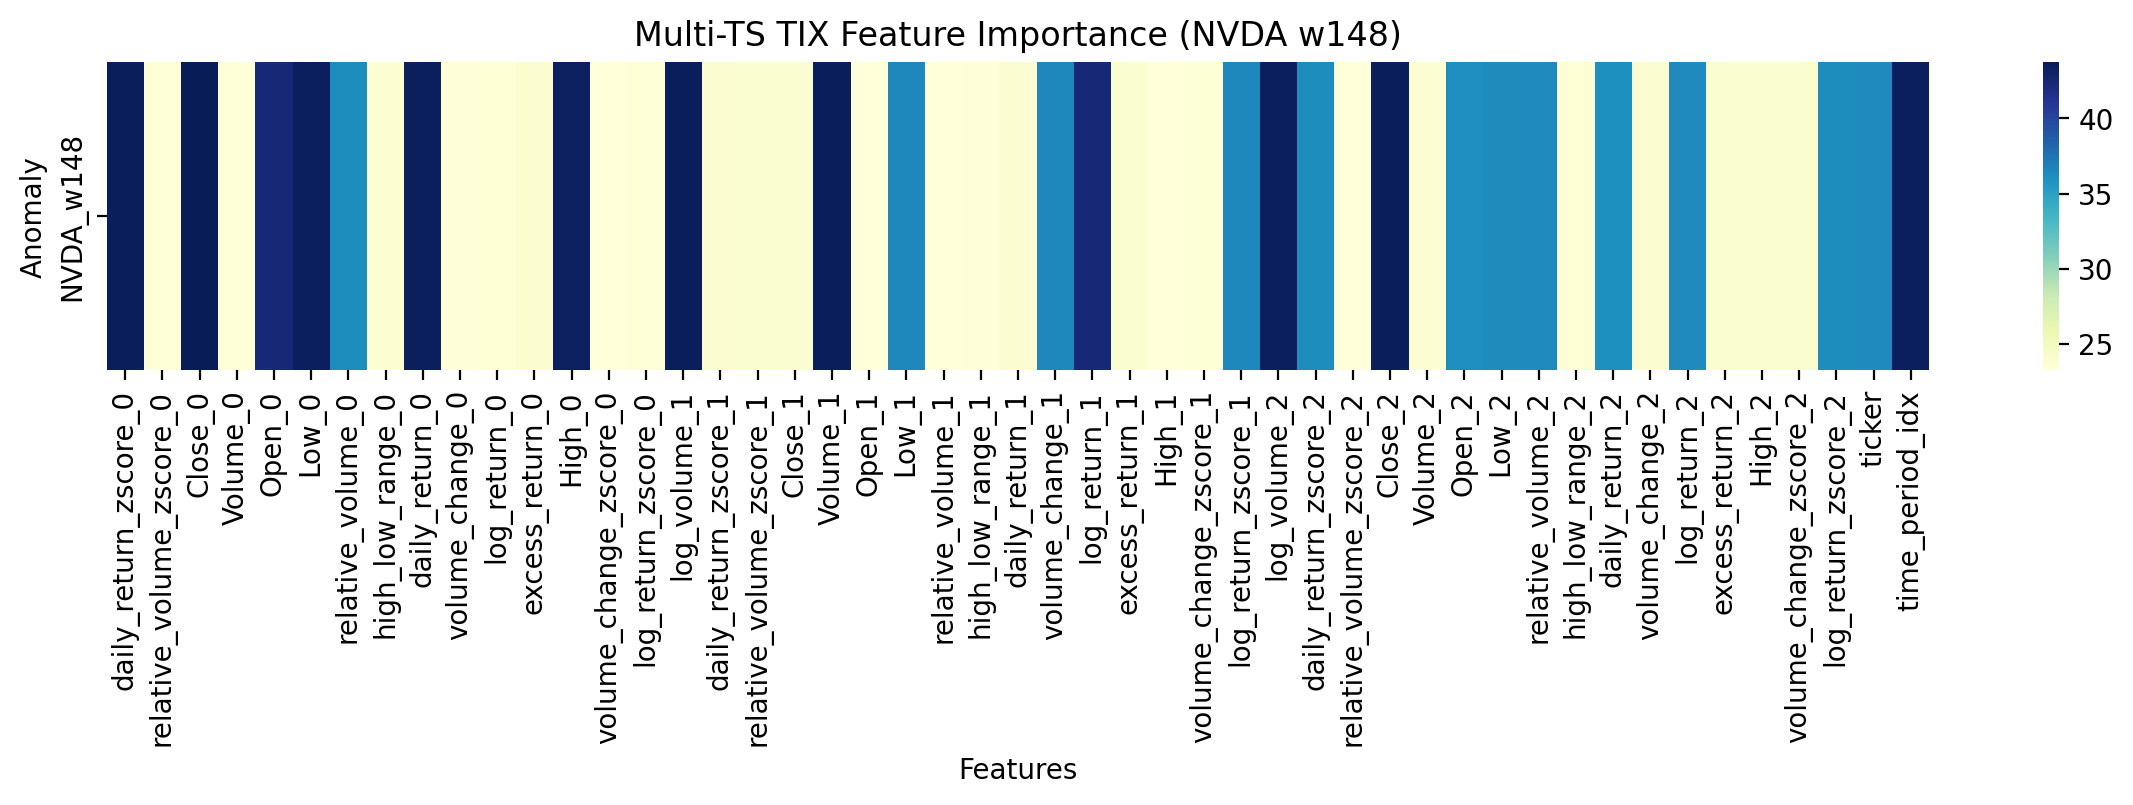 Multi-TS TIX Feature Importance (NVDA w148)
Anomaly
NVDA_w148
40
35
30
25
daily_return_zscore_0
relative_volume_zscore_0
Close_0
Volume_0
Open_0
Low_0
relative_volume_0
high_low_range_0
daily_return_0
volume_change_0
log_return_0
excess_return_0
High_0
volume_change_zscore_0
log_return_zscore_0
log_volume_1
daily_return_zscore_1
relative_volume_zscore_1
Close_1
Volume_1
Open_1
Low_1
relative_volume_1
high_low_range_1
daily_return_1
volume_change_1
log_return_1
excess_return_1
High_1
volume_change_zscore_1
log_return_zscore_1
log_volume_2
daily_return_zscore_2
relative_volume_zscore_2
Close_2
Volume_2
Open_2
Low_2
relative_volume_2
high_low_range_2
daily_return_2
volume_change_2
log_return_2
excess_return_2
High_2
volume_change_zscore_2
log_return_zscore_2
ticker
time_period_idx
Features